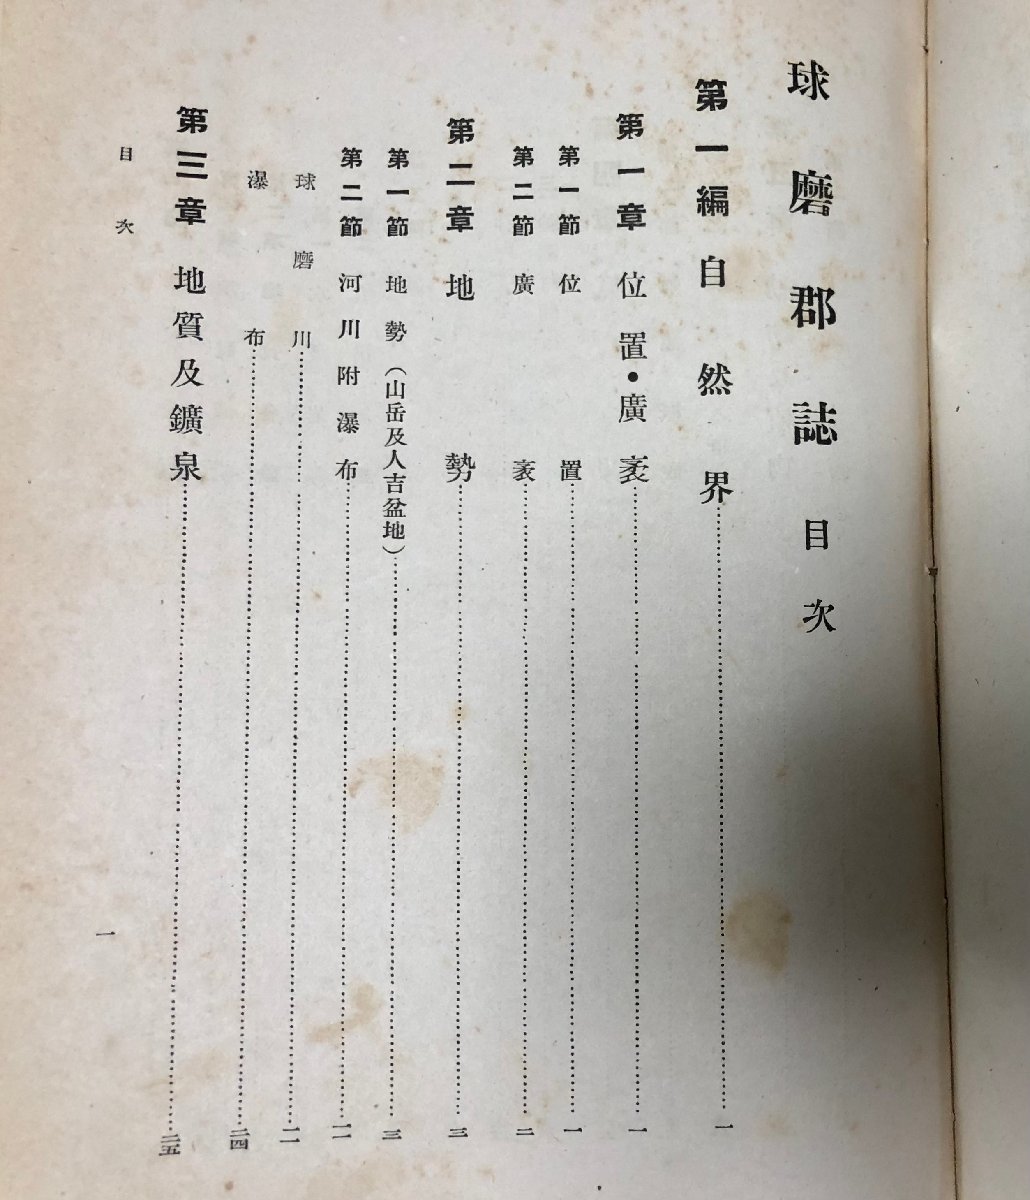 球磨郡誌目次
第一編 自然界……一
第一章 位置・廣袤……一
第一節 位置……一
第二節 廣袤……二
第二章 地勢……三
第一節 地勢(山岳及人吉盆地)……三
第二節 河川附瀑布……
球磨川……
瀑布……二四
第三章 地質及鑛泉……二五
目次
一